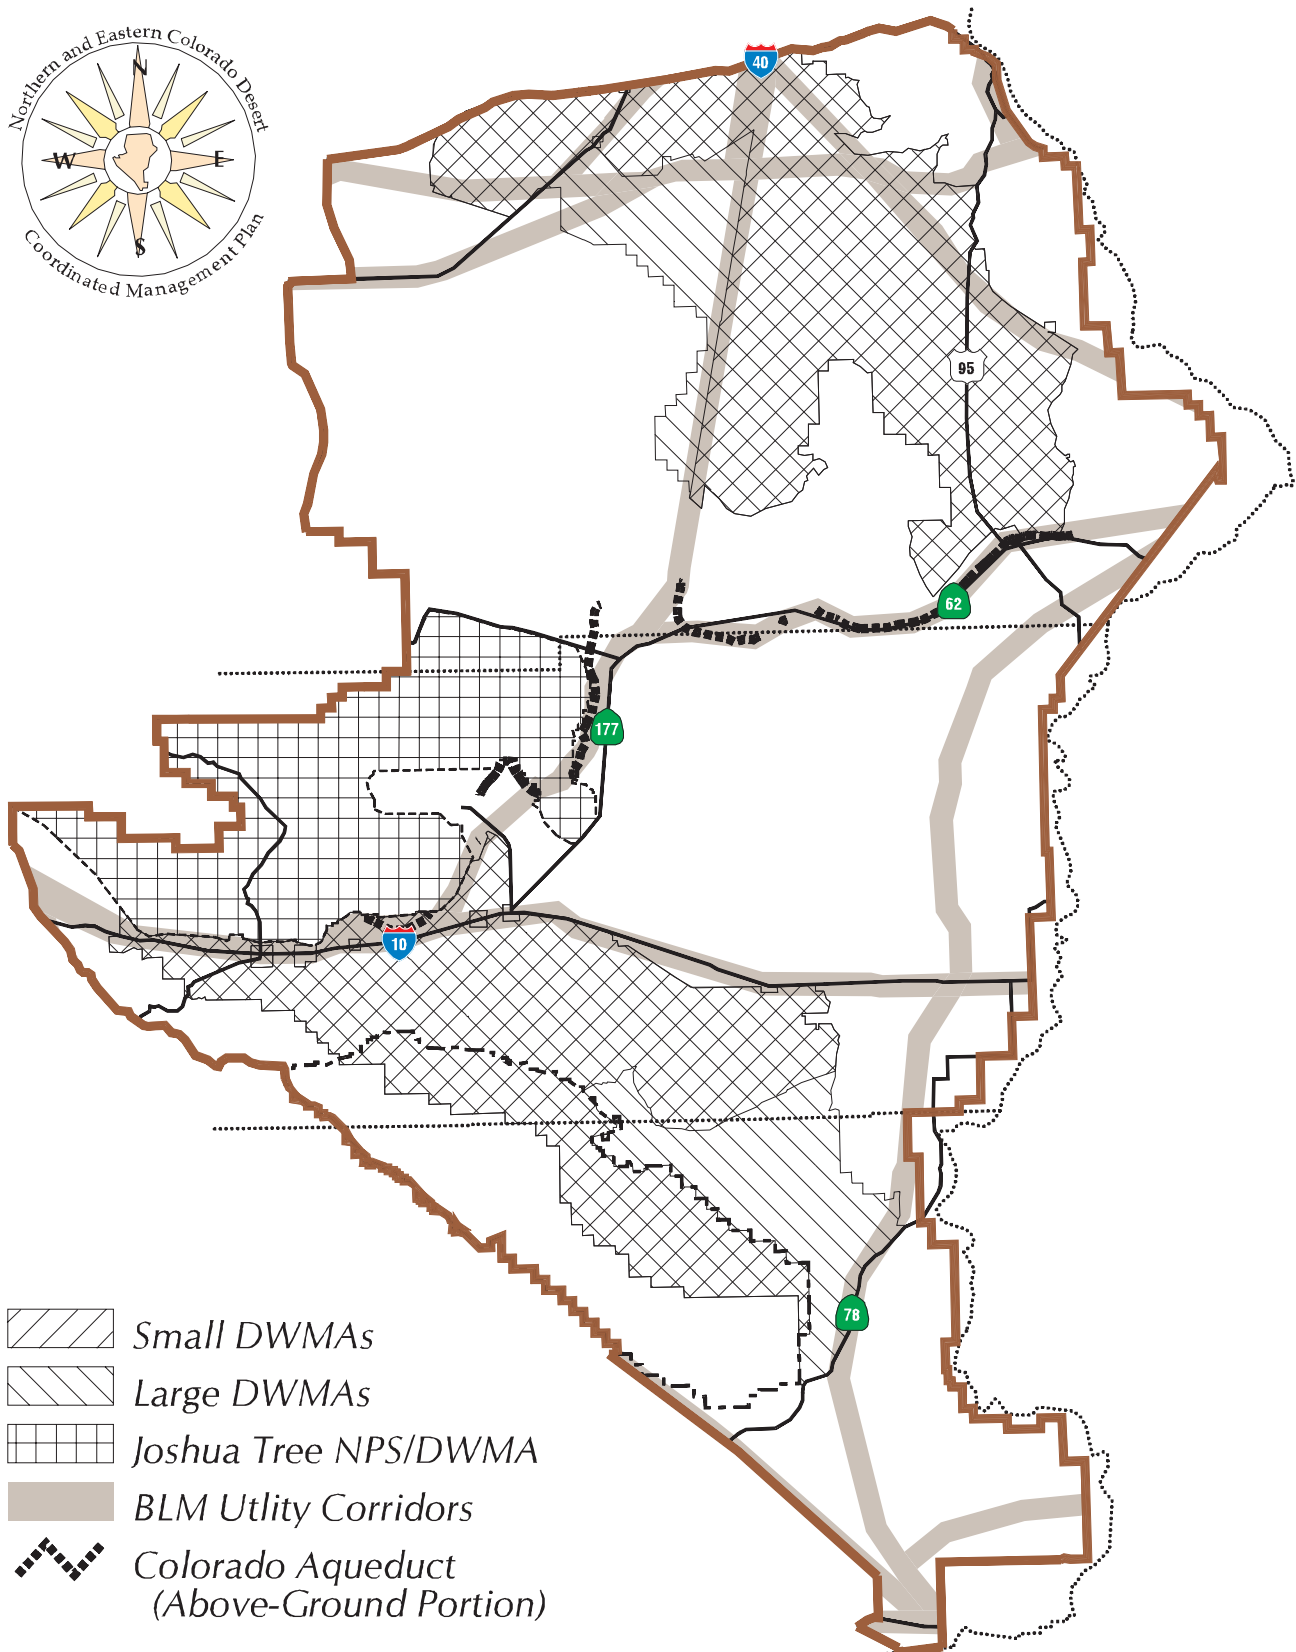 Northern and Eastern Colorado Desert
N
W
E
S
Coordinated Management Plan
40
95
62
177
10
78
Small DWMAs
Large DWMAs
Joshua Tree NPS/DWMA
BLM Utlity Corridors
Colorado Aqueduct
(Above-Ground Portion)